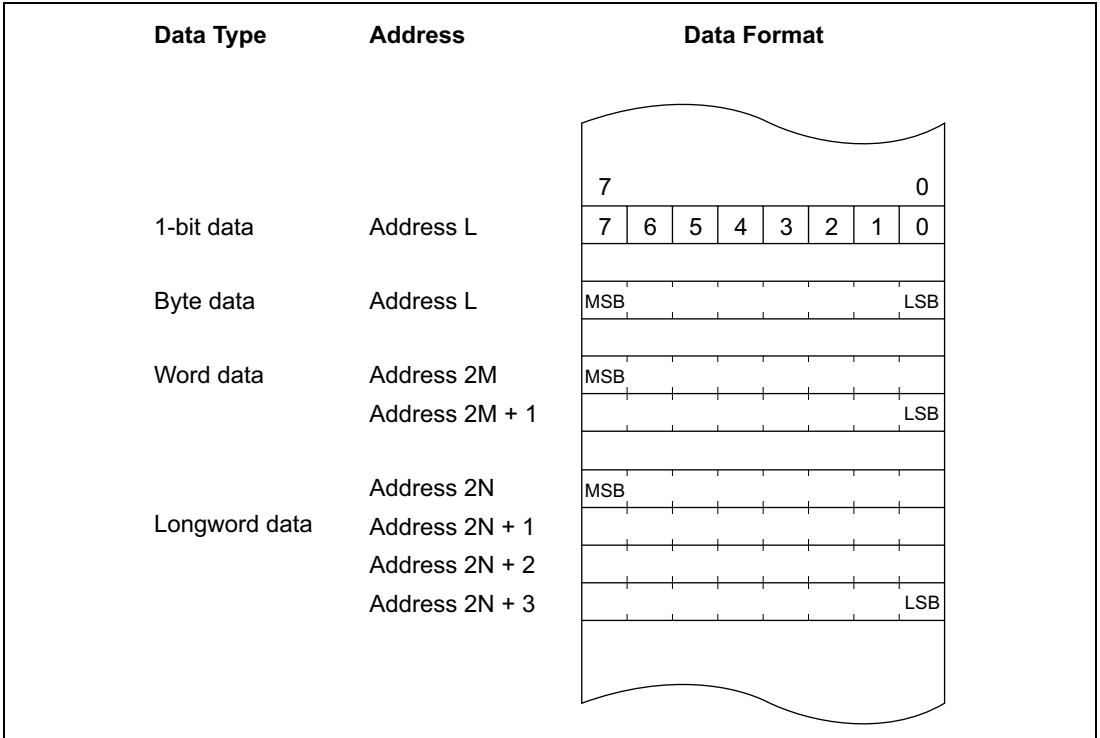 Data Type Address Data Format
7 0
1-bit data Address L 7 6 5 4 3 2 1 0
Byte data Address L MSB LSB
Word data Address 2M MSB
Address 2M + 1 LSB
Address 2N MSB
Longword data Address 2N + 1
Address 2N + 2
Address 2N + 3 LSB